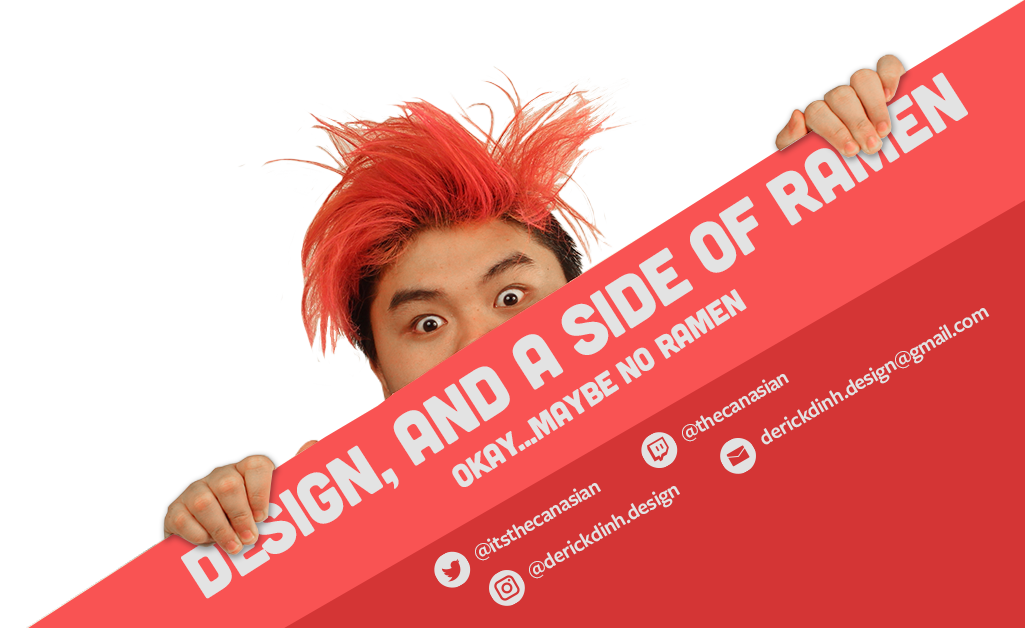 DESIGN, AND A SIDE OF RAMEN
OKAY...MAYBE NO RAMEN
@itsthecanasian
@thecanasian
@derickdinh.design
derickdinh.design@gmail.com